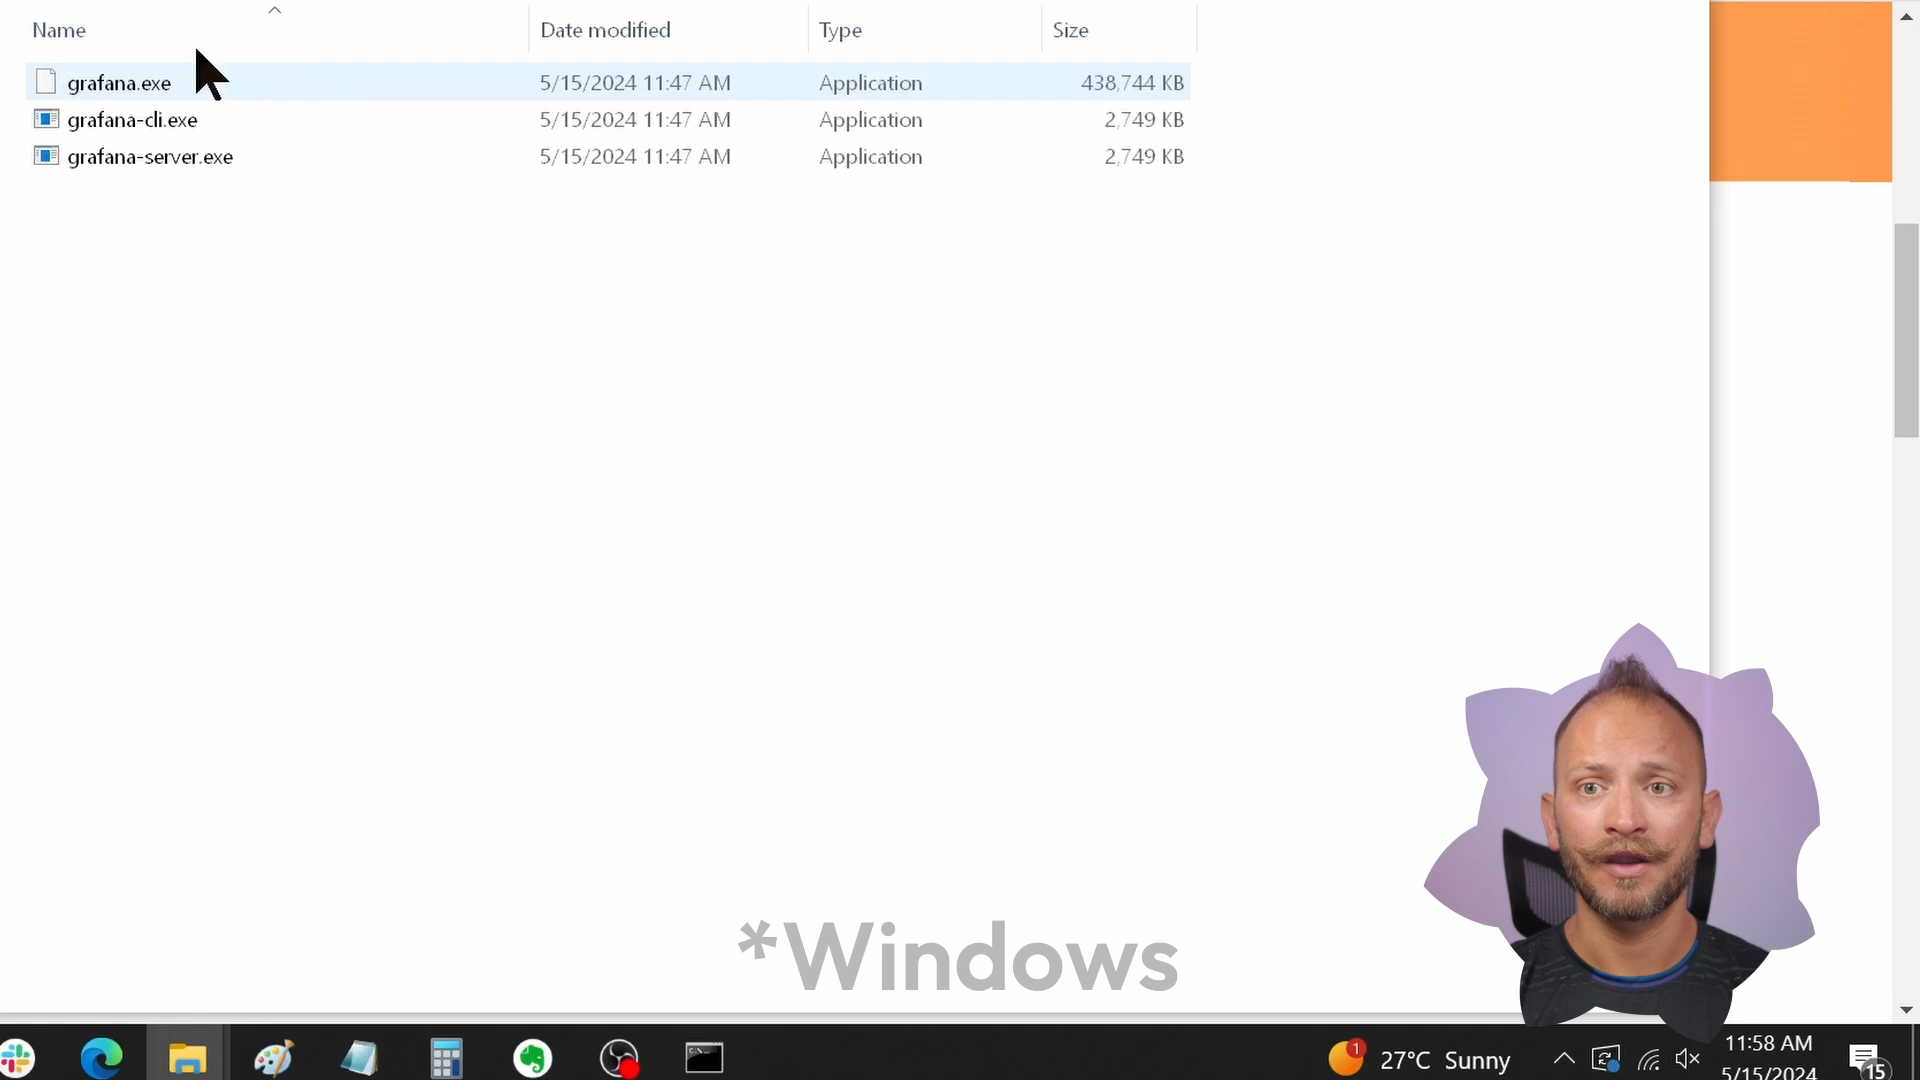 Name Date modified Type Size
grafana.exe 5/15/2024 11:47 AM Application 438,744 KB
grafana-cli.exe 5/15/2024 11:47 AM Application 2,749 KB
grafana-server.exe 5/15/2024 11:47 AM Application 2,749 KB
*Windows
1 27°C Sunny 11:58 AM
5/15/2024 15